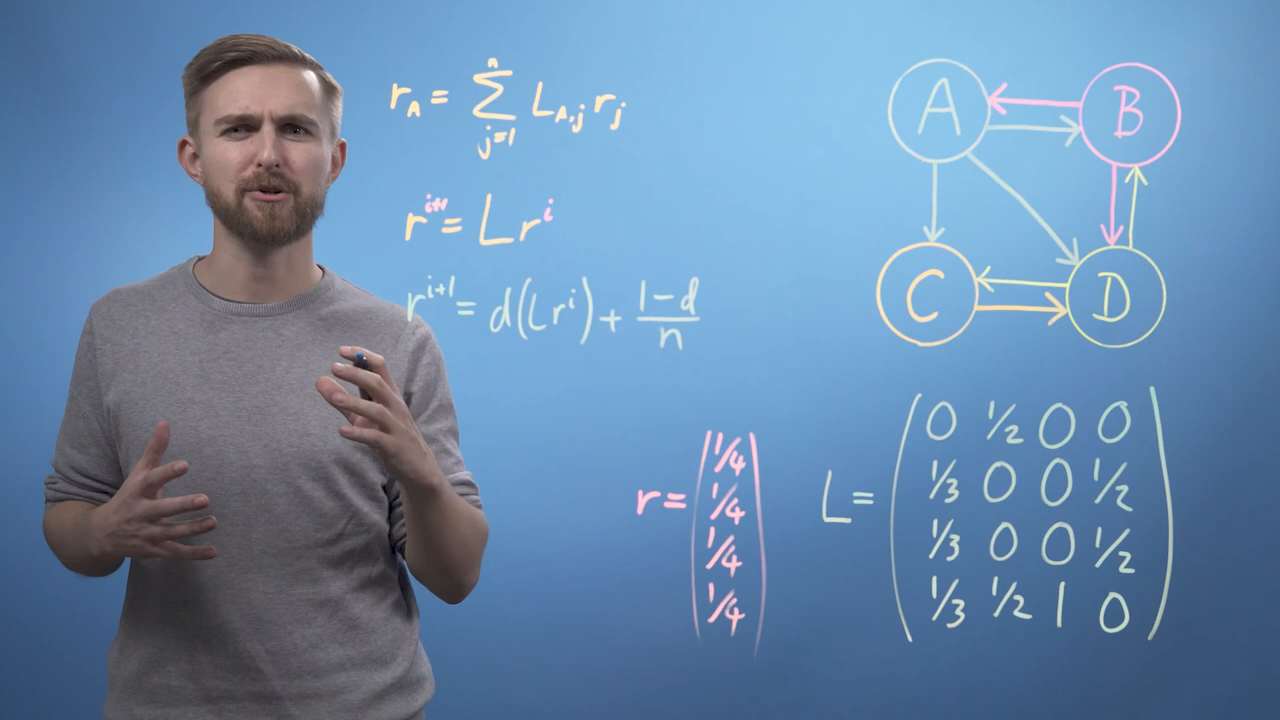 r_A = Σ_{j=1}^{n} L_{A,j} r_j
r^{i+1} = L r^i
r^{i+1} = d(L r^i) + (1-d)/n
A B
C D
r = (1/4
1/4
1/4
1/4)
L = (0 1/2 0 0
1/3 0 0 1/2
1/3 0 0 1/2
1/3 1/2 1 0)